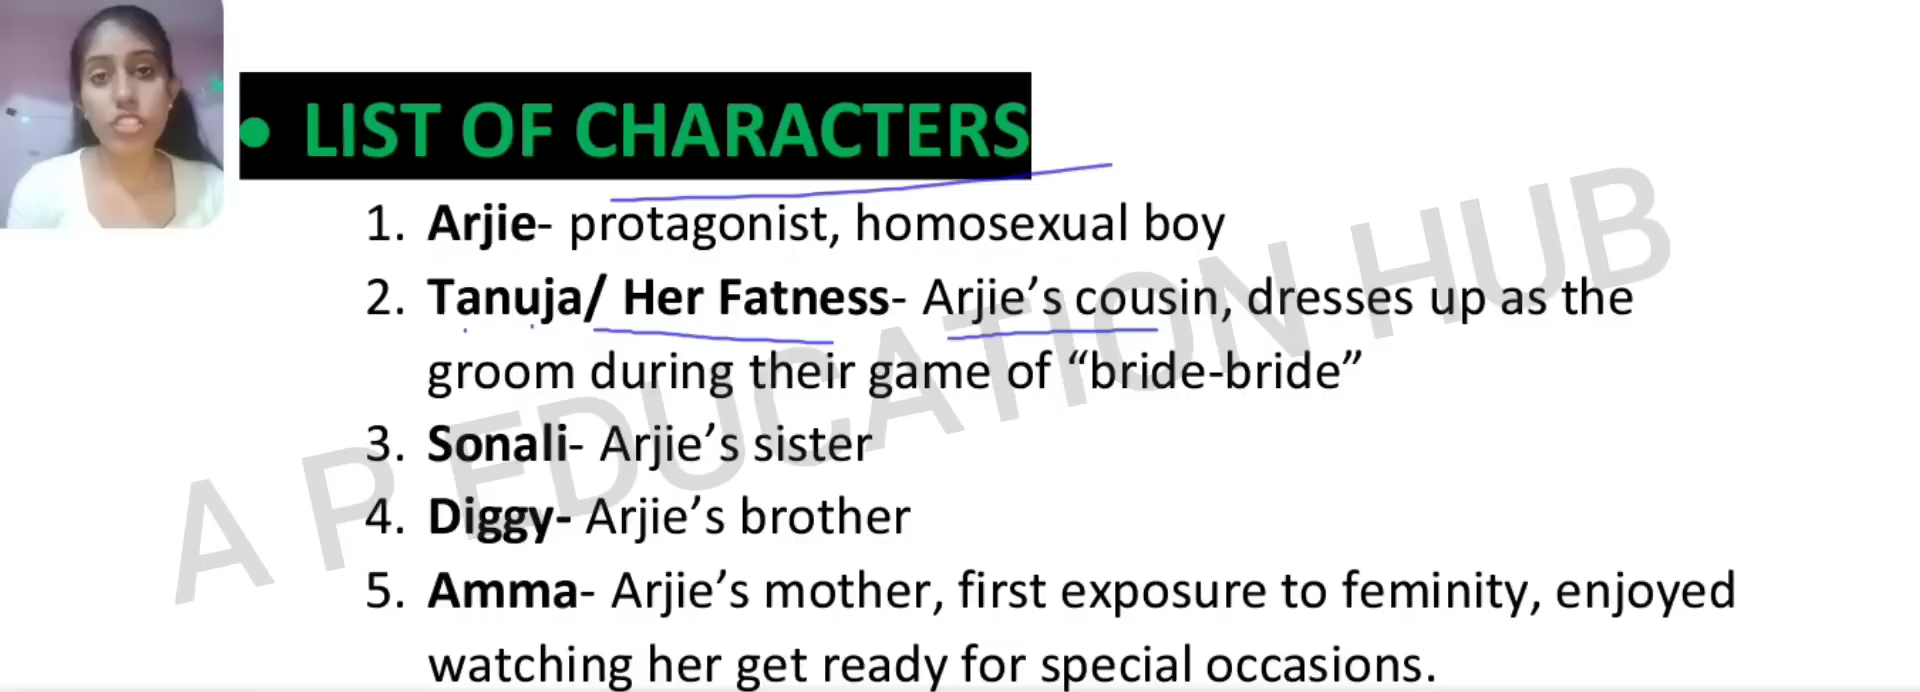 • LIST OF CHARACTERS
1. Arjie- protagonist, homosexual boy
2. Tanuja/ Her Fatness- Arjie’s cousin, dresses up as the
groom during their game of “bride-bride”
3. Sonali- Arjie’s sister
4. Diggy- Arjie’s brother
5. Amma- Arjie’s mother, first exposure to feminity, enjoyed
watching her get ready for special occasions.
A P EDUCATION HUB